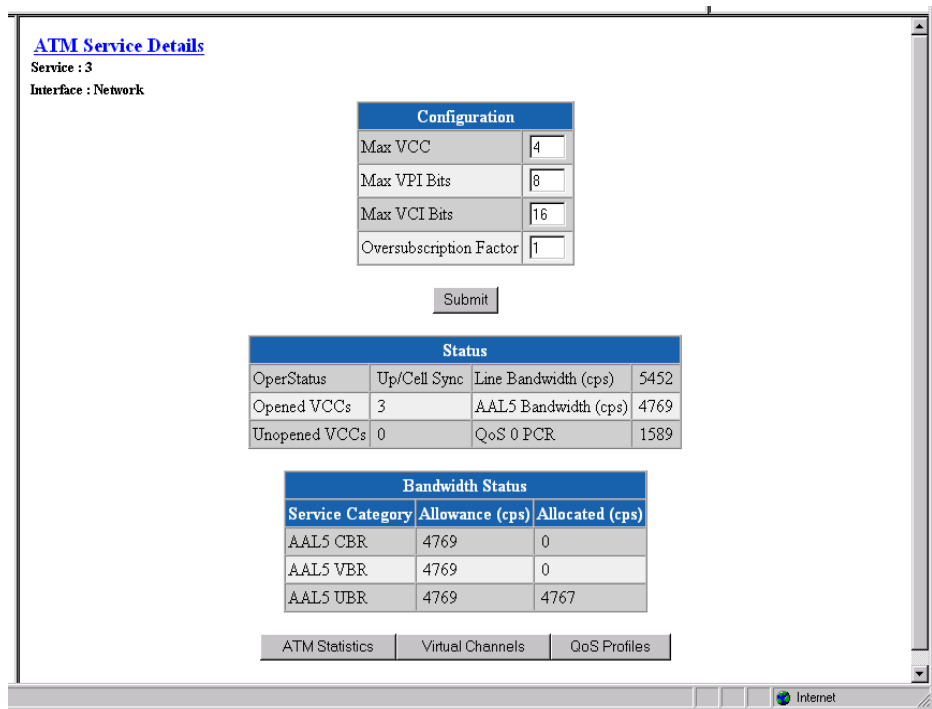 ATM Service Details
Service : 3
Interface : Network
Configuration
Max VCC 4
Max VPI Bits 8
Max VCI Bits 16
Oversubscription Factor 1
Submit
Status
OperStatus Up/Cell Sync Line Bandwidth (cps) 5452
Opened VCCs 3 AAL5 Bandwidth (cps) 4769
Unopened VCCs 0 QoS 0 PCR 1589
Bandwidth Status
Service Category Allowance (cps) Allocated (cps)
AAL5 CBR 4769 0
AAL5 VBR 4769 0
AAL5 UBR 4769 4767
ATM Statistics Virtual Channels QoS Profiles
Internet